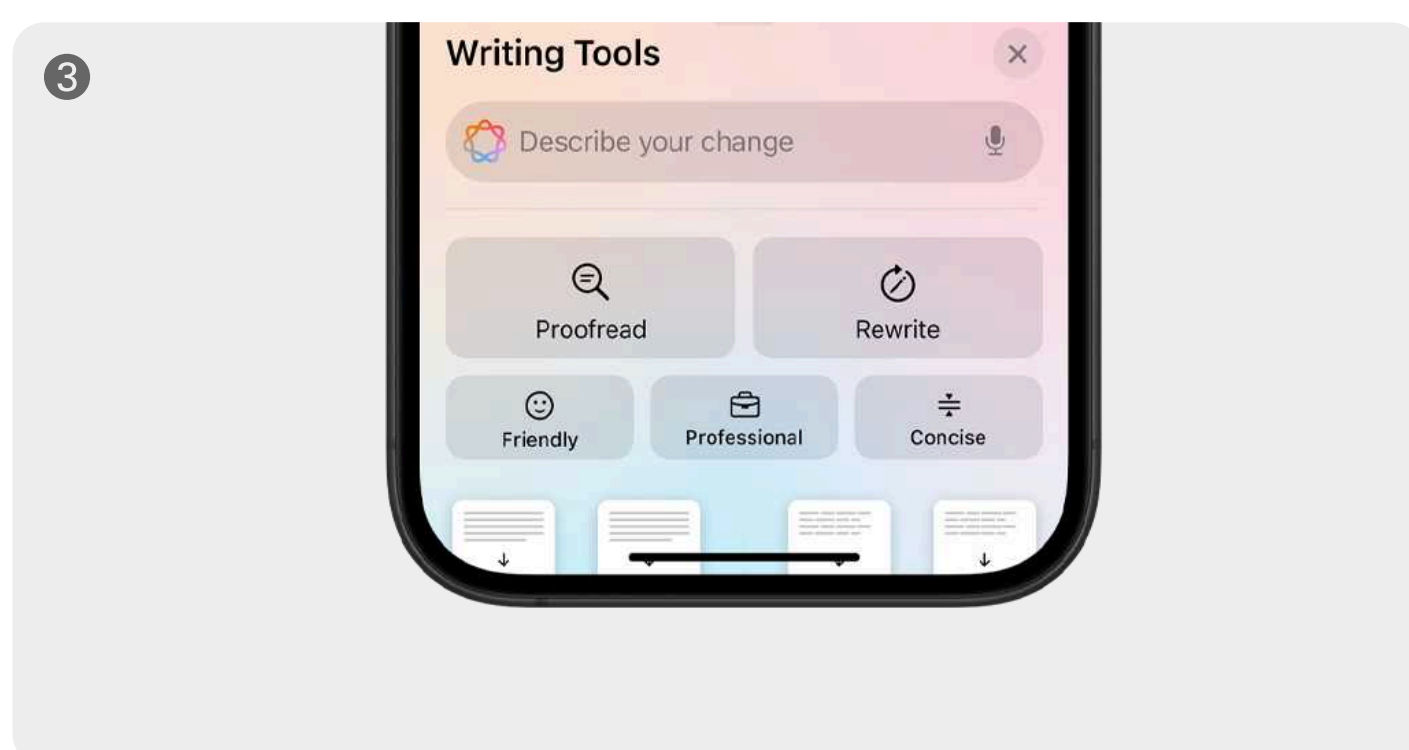 3
Writing Tools
Describe your change
Proofread
Rewrite
Friendly
Professional
Concise